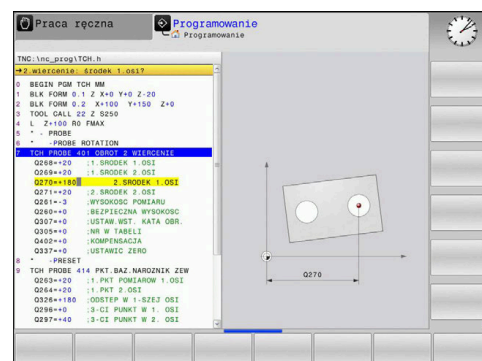 Praca ręczna
Programowanie
Programowanie
TNC:\nc_prog\TCH.h
→2.wiercenie: środek 1.osi?
0 BEGIN PGM TCH MM
1 BLK FORM 0.1 Z X+0 Y+0 Z-20
2 BLK FORM 0.2 X+100 Y+150 Z+0
3 TOOL CALL 22 Z S250
4 L Z+100 R0 FMAX
5 * - PROBE
6 * -PROBE ROTATION
7 TCH PROBE 401 OBROT 2 WIERCENIE
Q268=+20 ;1.SRODEK 1.OSI
Q269=+20 ;1.SRODEK 2.OSI
Q270=+180 2.SRODEK 1.OSI
Q271=+20 ;2.SRODEK 2.OSI
Q261=-3 ;WYSOKOSC POMIARU
Q260=+0 ;BEZPIECZNA WYSOKOSC
Q307=+0 ;USTAW.WST. KATA OBR.
Q305=+0 ;NR W TABELI
Q402=+0 ;KOMPENSACJA
Q337=+0 ;USTAWIC ZERO
8 * -PRESET
9 TCH PROBE 414 PKT.BAZ.NAROZNIK ZEW
Q263=+20 ;1.PKT POMIAROW 1.OSI
Q264=+20 ;1.PKT 2.OSI
Q326=+180 ;ODSTEP W 1-SZEJ OSI
Q296=+0 ;3-CI PUNKT W 1. OSI
Q297=+40 ;3-CI PUNKT W 2. OSI
Q270